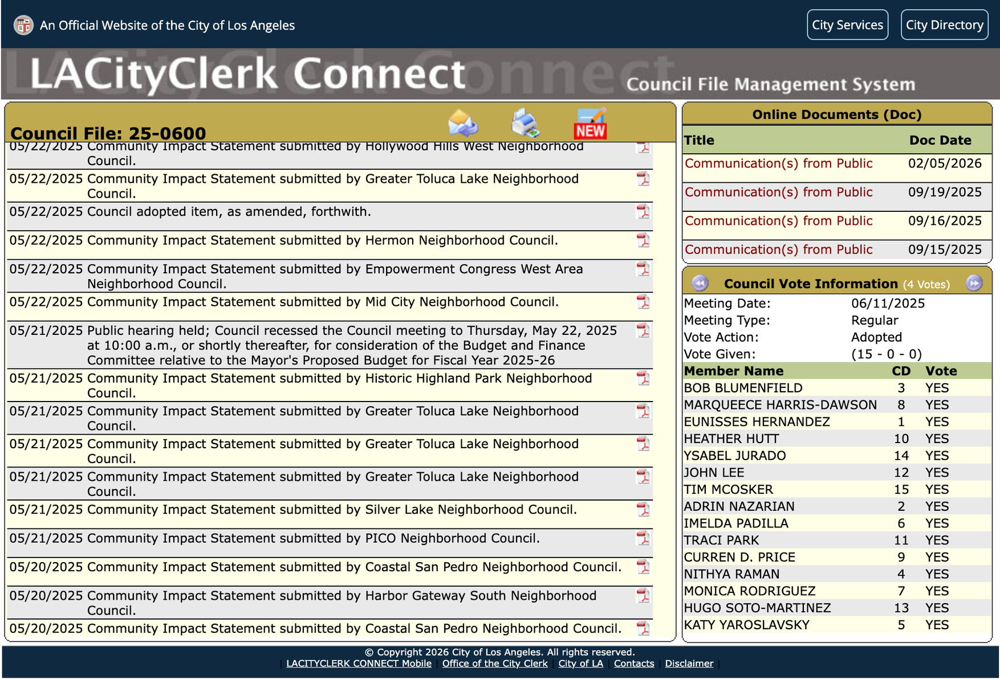 An Official Website of the City of Los Angeles
City Services
City Directory
LACityClerk Connect
Council File Management System
Council File: 25-0600
NEW
05/22/2025 Community Impact Statement submitted by Hollywood Hills West Neighborhood
Council.
05/22/2025 Community Impact Statement submitted by Greater Toluca Lake Neighborhood
Council.
05/22/2025 Council adopted item, as amended, forthwith.
05/22/2025 Community Impact Statement submitted by Hermon Neighborhood Council.
05/22/2025 Community Impact Statement submitted by Empowerment Congress West Area
Neighborhood Council.
05/22/2025 Community Impact Statement submitted by Mid City Neighborhood Council.
05/21/2025 Public hearing held; Council recessed the Council meeting to Thursday, May 22, 2025
at 10:00 a.m., or shortly thereafter, for consideration of the Budget and Finance
Committee relative to the Mayor's Proposed Budget for Fiscal Year 2025-26
05/21/2025 Community Impact Statement submitted by Historic Highland Park Neighborhood
Council.
05/21/2025 Community Impact Statement submitted by Greater Toluca Lake Neighborhood
Council.
05/21/2025 Community Impact Statement submitted by Greater Toluca Lake Neighborhood
Council.
05/21/2025 Community Impact Statement submitted by Greater Toluca Lake Neighborhood
Council.
05/21/2025 Community Impact Statement submitted by Silver Lake Neighborhood Council.
05/21/2025 Community Impact Statement submitted by PICO Neighborhood Council.
05/20/2025 Community Impact Statement submitted by Coastal San Pedro Neighborhood Council.
05/20/2025 Community Impact Statement submitted by Harbor Gateway South Neighborhood
Council.
05/20/2025 Community Impact Statement submitted by Coastal San Pedro Neighborhood Council.
Online Documents (Doc)
Title Doc Date
Communication(s) from Public 02/05/2026
Communication(s) from Public 09/19/2025
Communication(s) from Public 09/16/2025
Communication(s) from Public 09/15/2025
Council Vote Information (4 Votes)
Meeting Date: 06/11/2025
Meeting Type: Regular
Vote Action: Adopted
Vote Given: (15 - 0 - 0)
Member Name CD Vote
BOB BLUMENFIELD 3 YES
MARQUEECE HARRIS-DAWSON 8 YES
EUNISSES HERNANDEZ 1 YES
HEATHER HUTT 10 YES
YSABEL JURADO 14 YES
JOHN LEE 12 YES
TIM MCOSKER 15 YES
ADRIN NAZARIAN 2 YES
IMELDA PADILLA 6 YES
TRACI PARK 11 YES
CURREN D. PRICE 9 YES
NITHYA RAMAN 4 YES
MONICA RODRIGUEZ 7 YES
HUGO SOTO-MARTINEZ 13 YES
KATY YAROSLAVSKY 5 YES
© Copyright 2026 City of Los Angeles. All rights reserved.
| LACITYCLERK CONNECT Mobile | Office of the City Clerk | City of LA | Contacts | Disclaimer |